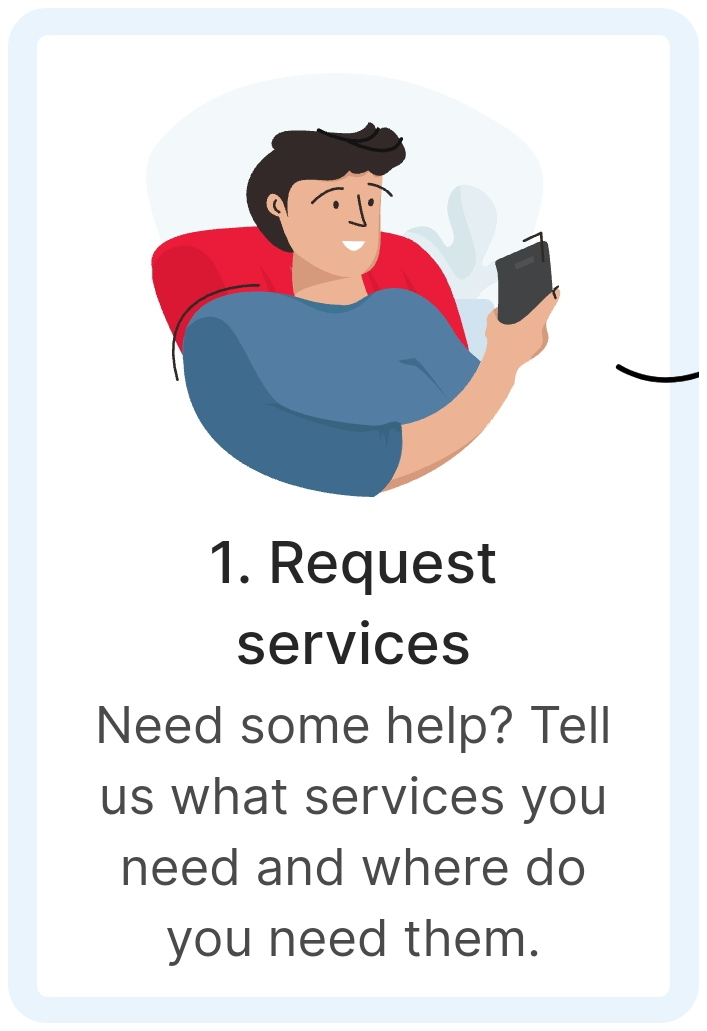 1. Request
services
Need some help? Tell
us what services you
need and where do
you need them.